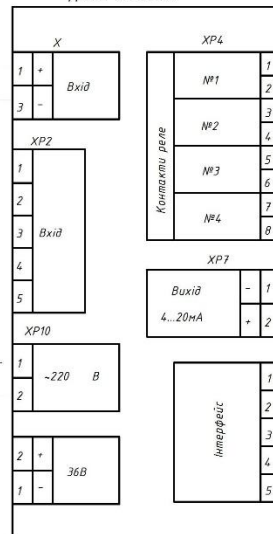 X
1 + Вхід
3 -
XP2
1
2
3 Вхід
4
5
XP10
1 ~220 В
2
2 + 36В
1 -
XP4
Контакти реле
№1 1
2
№2 3
4
№3 5
6
№4 7
8
XP7
Вихід - 1
4...20мА + 2
Інтерфейс
1
2
3
4
5